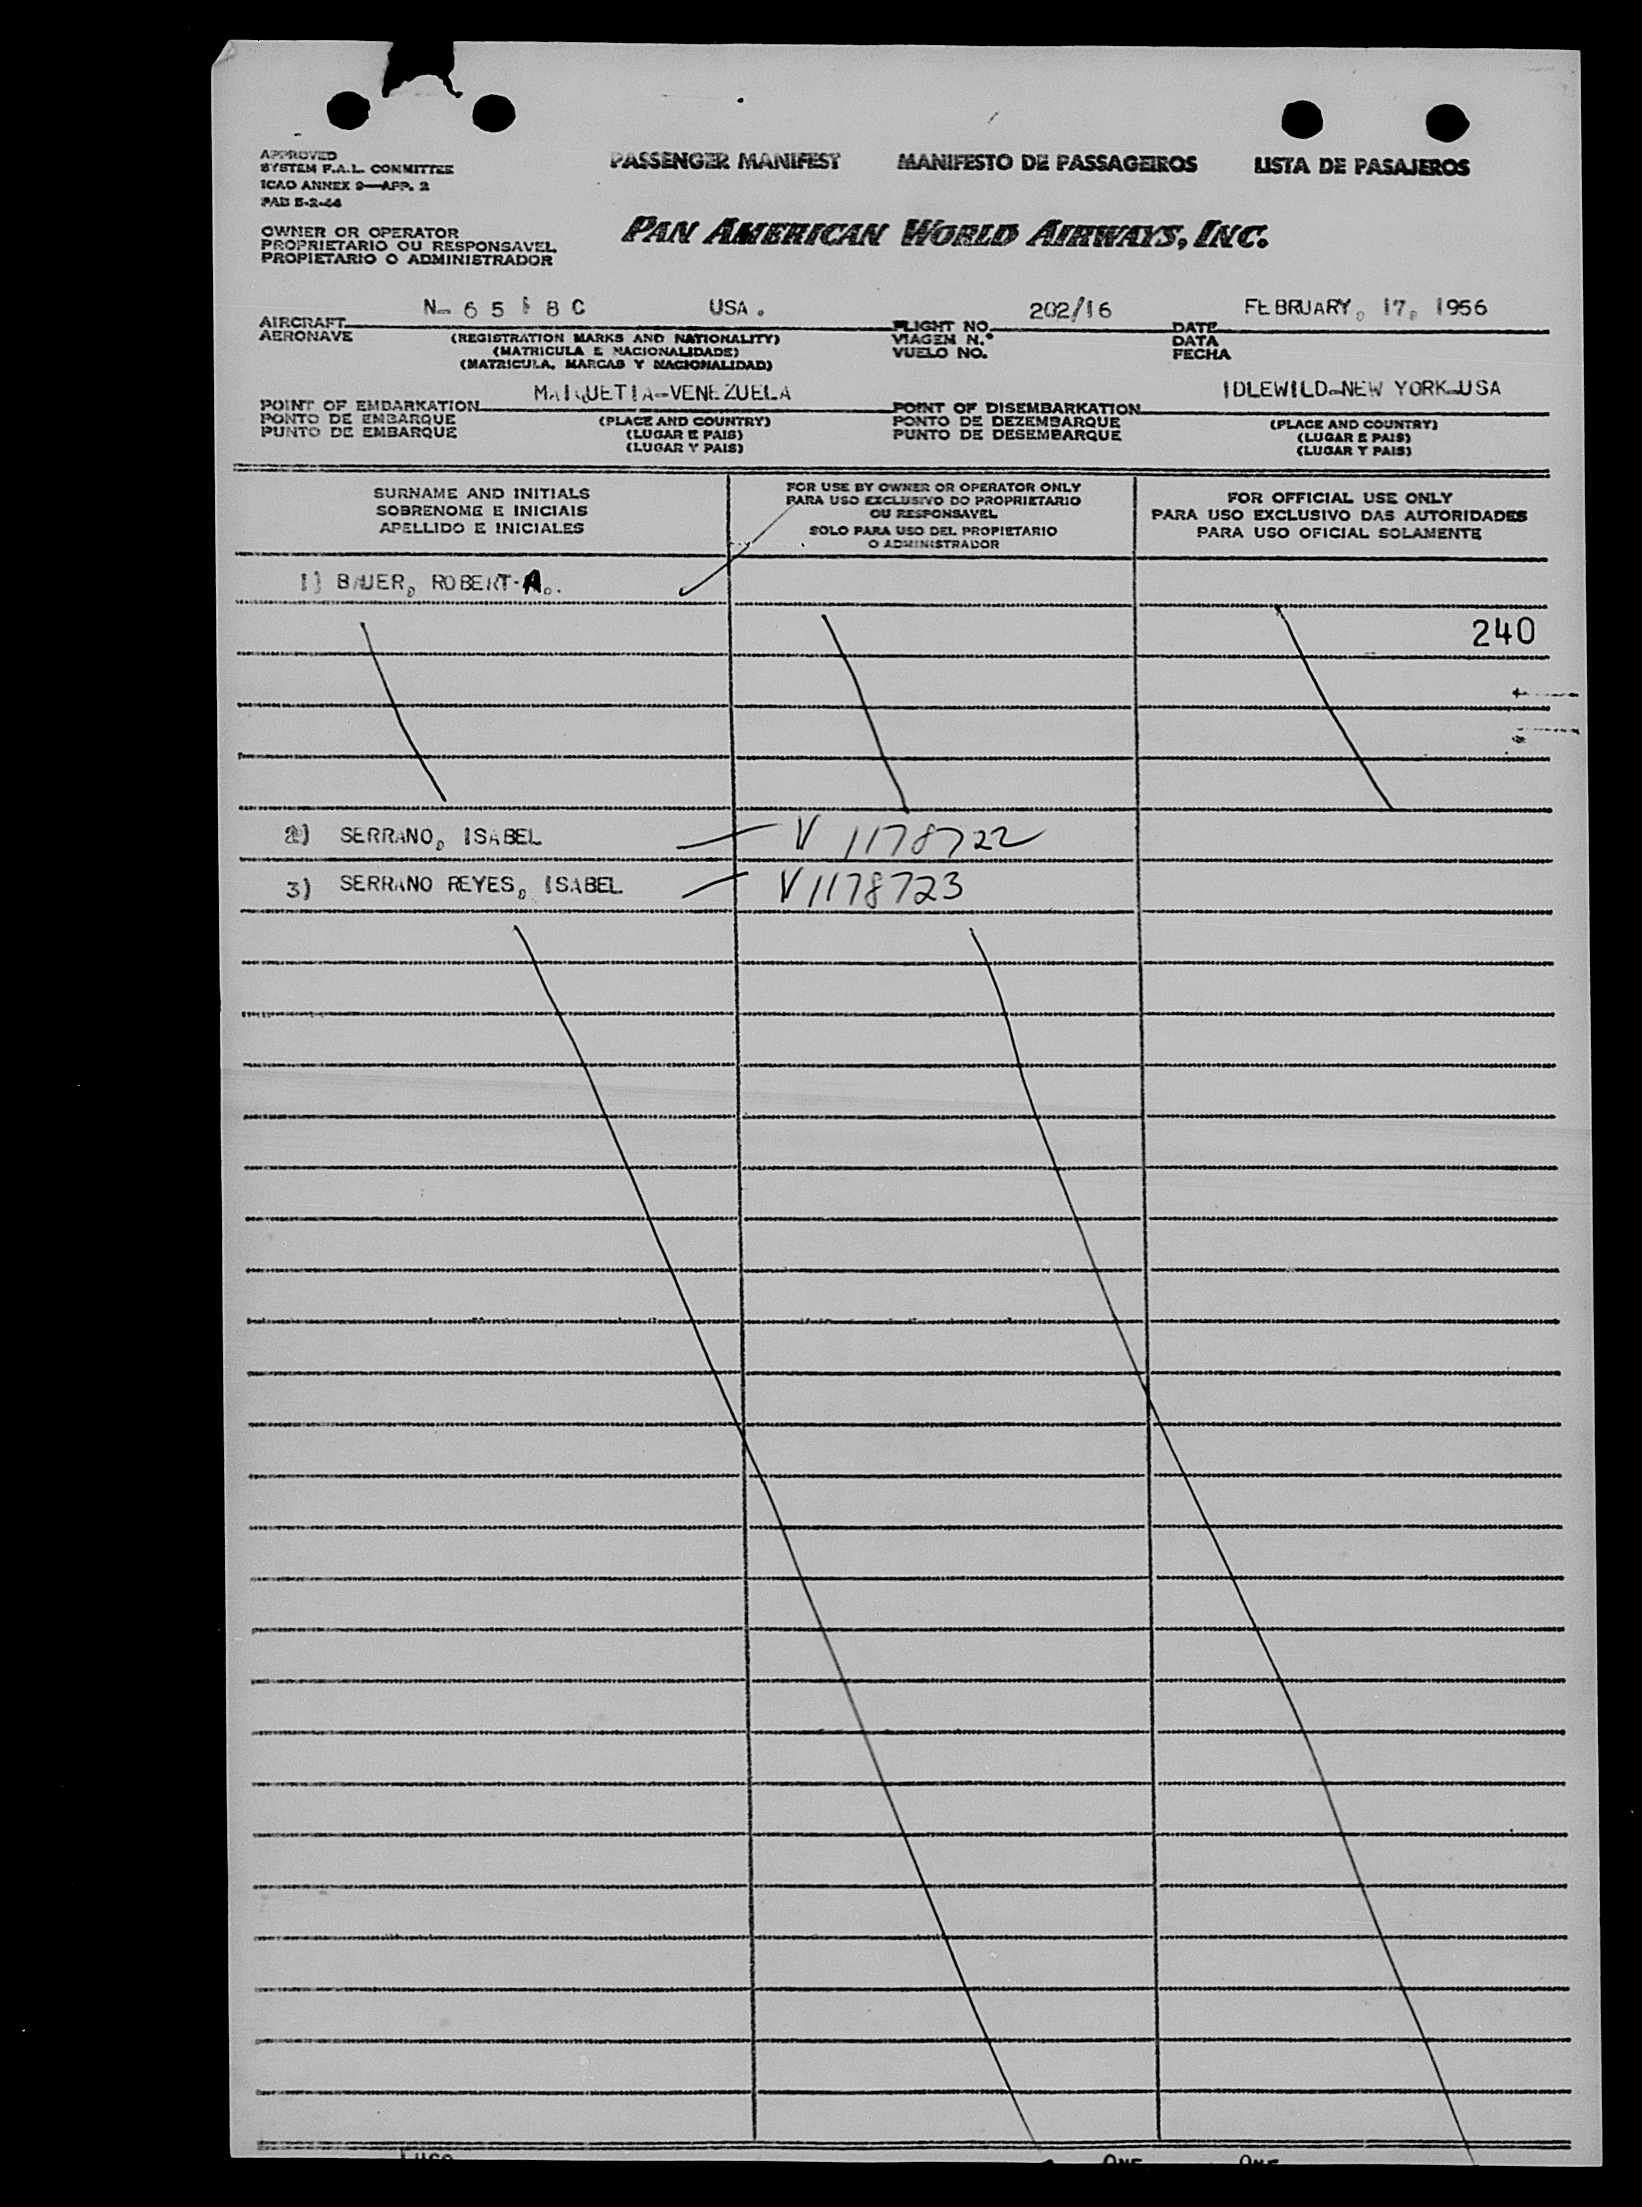 APPROVED
SYSTEM F.A.L. COMMITTEE
ICAO ANNEX 9—APP. 2
PAB 5-2-44
PASSENGER MANIFEST MANIFESTO DE PASSAGEIROS LISTA DE PASAJEROS
OWNER OR OPERATOR
PROPRIETARIO OU RESPONSAVEL
PROPIETARIO O ADMINISTRADOR
PAN AMERICAN WORLD AIRWAYS, INC.
USA. 202/16 FEBRUARY, 17, 1956
AIRCRAFT FLIGHT NO. DATE
AERONAVE (REGISTRATION MARKS AND NATIONALITY) VIAGEM N.° DATA
(MATRICULA E NACIONALIDADE) VUELO NO. FECHA
(MATRICULA, MARCAS Y NACIONALIDAD)
MAIQUETIA-VENEZUELA IDLEWILD-NEW YORK-USA
POINT OF EMBARKATION POINT OF DISEMBARKATION
PONTO DE EMBARQUE (PLACE AND COUNTRY) PONTO DE DEZEMBARQUE (PLACE AND COUNTRY)
PUNTO DE EMBARQUE (LUGAR E PAIS) PUNTO DE DESEMBARQUE (LUGAR E PAIS)
(LUGAR Y PAIS) (LUGAR Y PAIS)
SURNAME AND INITIALS
SOBRENOME E INICIAIS
APELLIDO E INICIALES
FOR USE BY OWNER OR OPERATOR ONLY
PARA USO EXCLUSIVO DO PROPRIETARIO
OU RESPONSAVEL
SOLO PARA USO DEL PROPIETARIO
O ADMINISTRADOR
FOR OFFICIAL USE ONLY
PARA USO EXCLUSIVO DAS AUTORIDADES
PARA USO OFICIAL SOLAMENTE
1) BAUER, ROBERT-A.
240
2) SERRANO, ISABEL V 1178722
3) SERRANO REYES, ISABEL V1178723